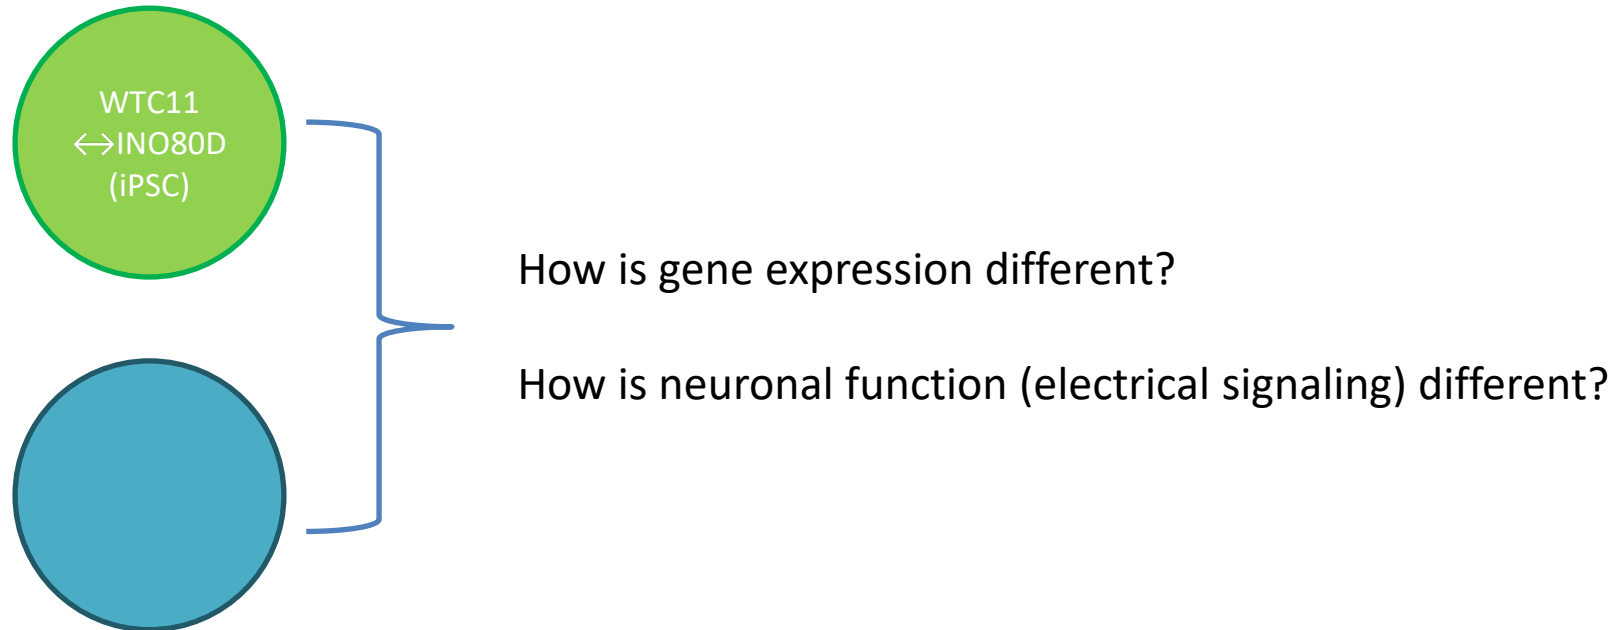 WTC11
↔INO80D
(iPSC)
How is gene expression different?
How is neuronal function (electrical signaling) different?